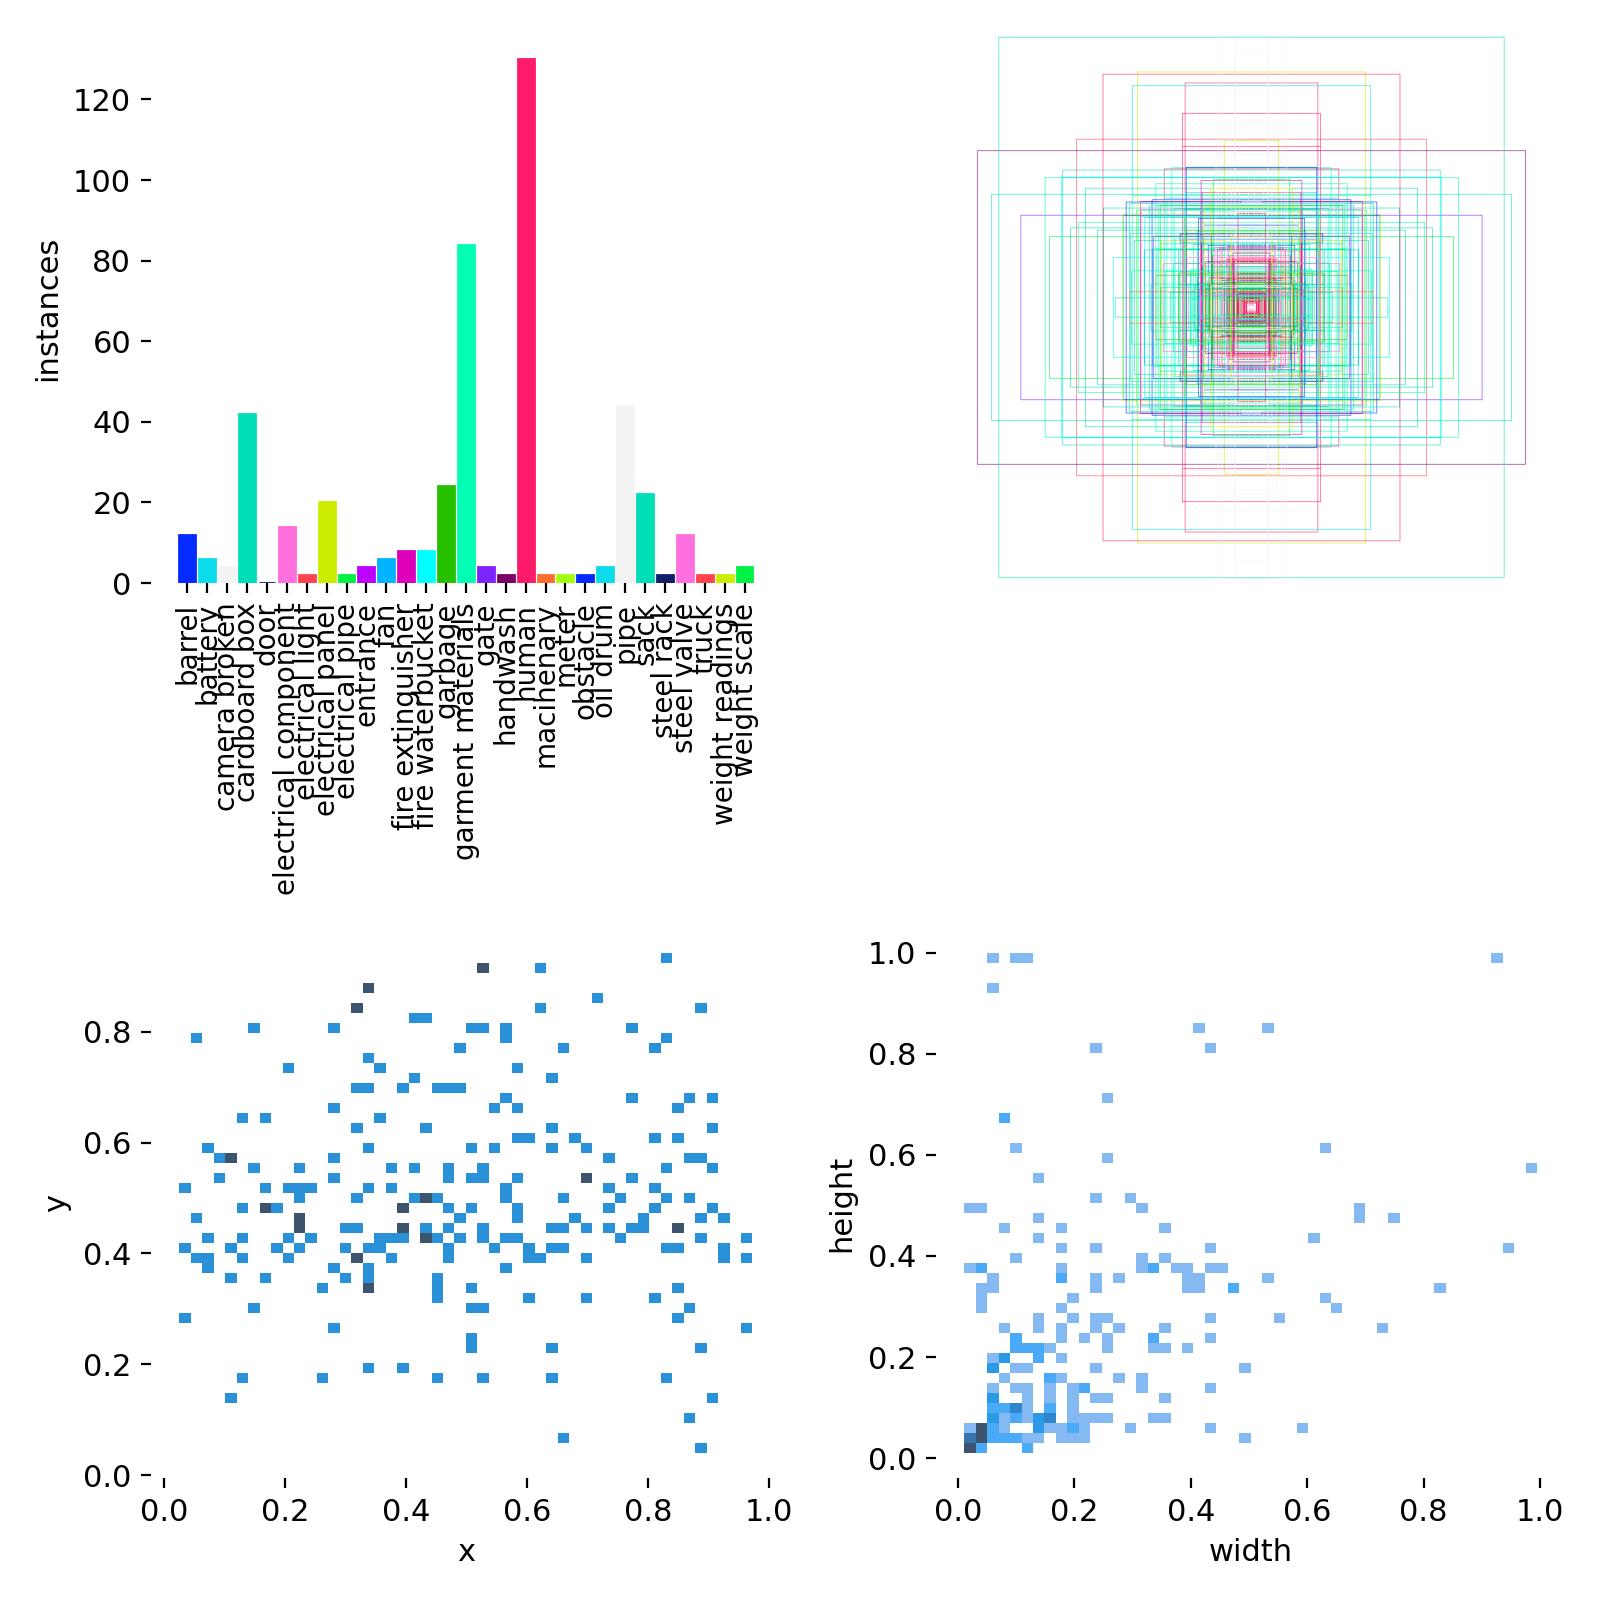 120
100
80
60
40
20
0
instances
barrel
battery
camera broken
cardboard box
door
electrical component
electrical light
electrical panel
electrical pipe
entrance
fan
fire extinguisher
fire waterbucket
garbage
garment materials
gate
handwash
human
macihenary
meter
obstacle
oil drum
pipe
sack
steel rack
steel valve
truck
weight readings
weight scale
0.8
0.6
0.4
0.2
0.0
y
0.0 0.2 0.4 0.6 0.8 1.0
x
1.0
0.8
0.6
0.4
0.2
0.0
height
0.0 0.2 0.4 0.6 0.8 1.0
width